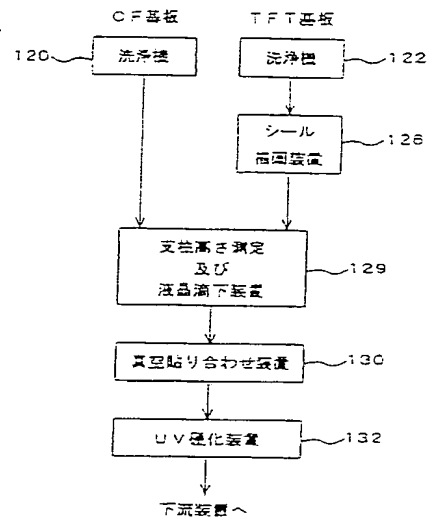 CF基板
TFT基板
120
洗浄機
洗浄機
122
シール
描画装置
126
支柱高さ測定
及び
液晶滴下装置
129
真空貼り合わせ装置
130
UV硬化装置
132
下流装置へ